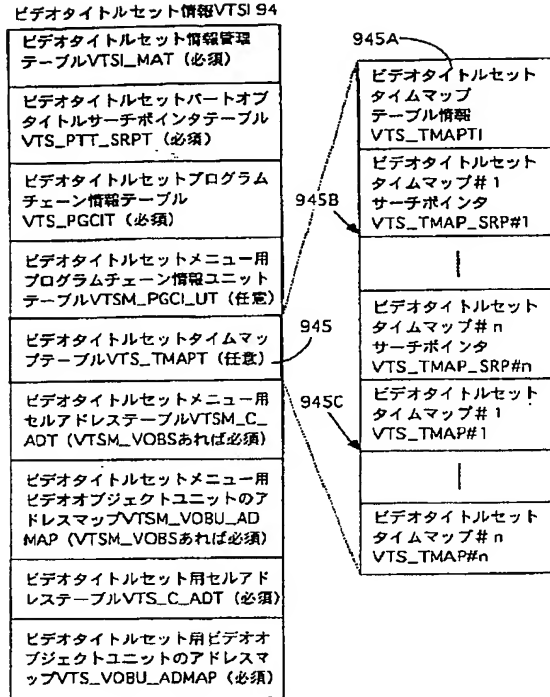 ビデオタイトルセット情報VTSI 94
ビデオタイトルセット情報管理
テーブルVTSI_MAT（必須）
ビデオタイトルセットパートオブ
タイトルサーチポインタテーブル
VTS_PTT_SRPT（必須）
ビデオタイトルセットプログラム
チェーン情報テーブル
VTS_PGCIT（必須）
ビデオタイトルセットメニュー用
プログラムチェーン情報ユニット
テーブルVTSM_PGCI_UT（任意）
ビデオタイトルセットタイムマッ
プテーブルVTS_TMAPT（任意）
ビデオタイトルセットメニュー用
セルアドレステーブルVTSM_C_
ADT（VTSM_VOBSあれば必須）
ビデオタイトルセットメニュー用
ビデオオブジェクトユニットのア
ドレスマップVTSM_VOBU_AD
MAP（VTSM_VOBSあれば必須）
ビデオタイトルセット用セルアド
レステーブルVTS_C_ADT（必須）
ビデオタイトルセット用ビデオオ
ブジェクトユニットのアドレスマ
ップVTS_VOBU_ADMAP（必須）
945
945A
ビデオタイトルセット
タイムマップ
テーブル情報
VTS_TMAPTI
945B
ビデオタイトルセット
タイムマップ＃1
サーチポインタ
VTS_TMAP_SRP#1
ビデオタイトルセット
タイムマップ＃n
サーチポインタ
VTS_TMAP_SRP#n
945C
ビデオタイトルセット
タイムマップ＃1
VTS_TMAP#1
ビデオタイトルセット
タイムマップ＃n
VTS_TMAP#n